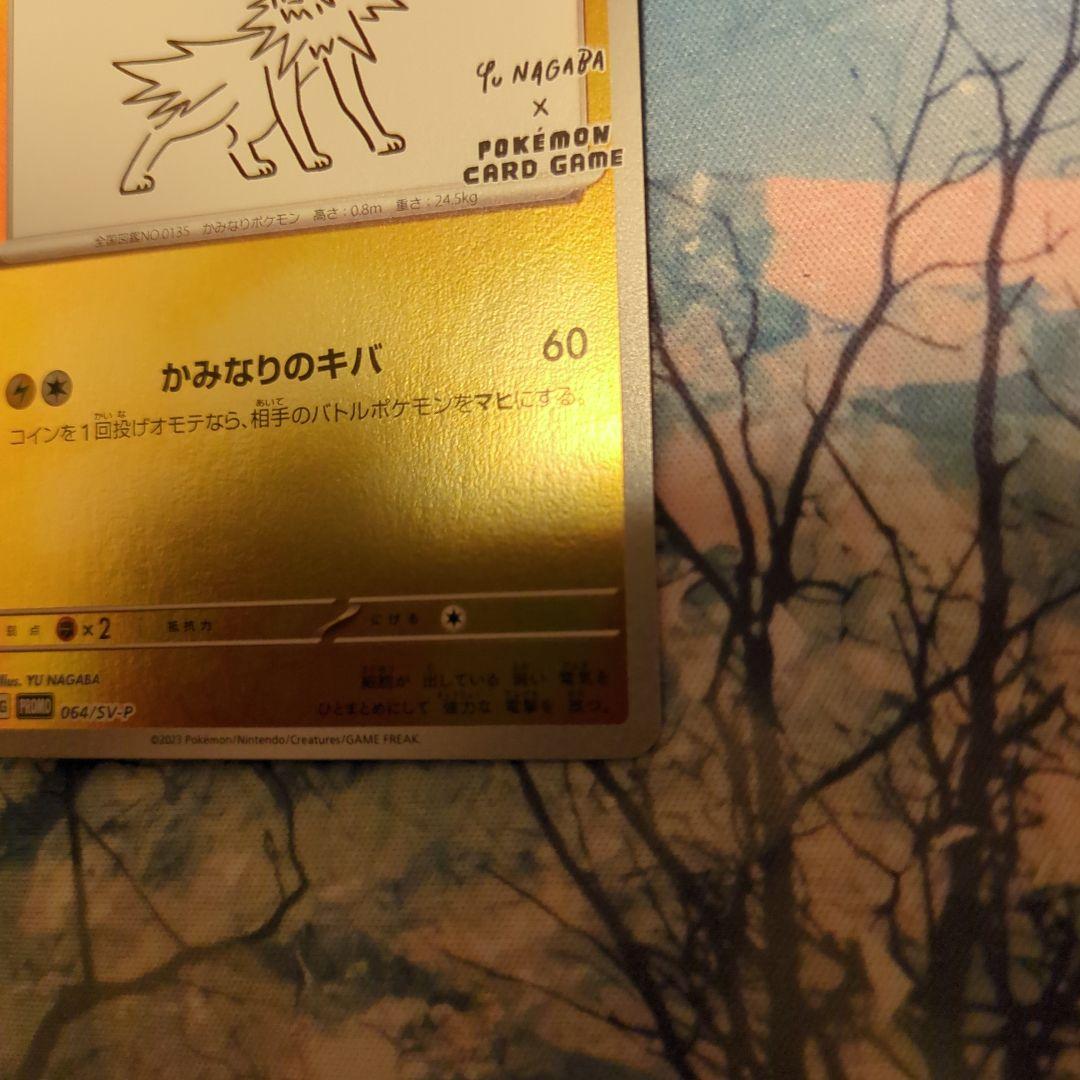 Yu NAGABA
×
POKÉMON
CARD GAME
全国図鑑NO.0135 かみなりポケモン 高さ:0.8m 重さ:24.5kg
かみなりのキバ 60
コインを1回投げオモテなら、相手のバトルポケモンをマヒにする。
弱点 ×2 抵抗力 にげる
Illus. YU NAGABA
細胞が 出している 弱い 電気を
G PROMO 064/SV-P
ひとまとめにして 強力な 電撃を 放つ。
©2023 Pokémon/Nintendo/Creatures/GAME FREAK.